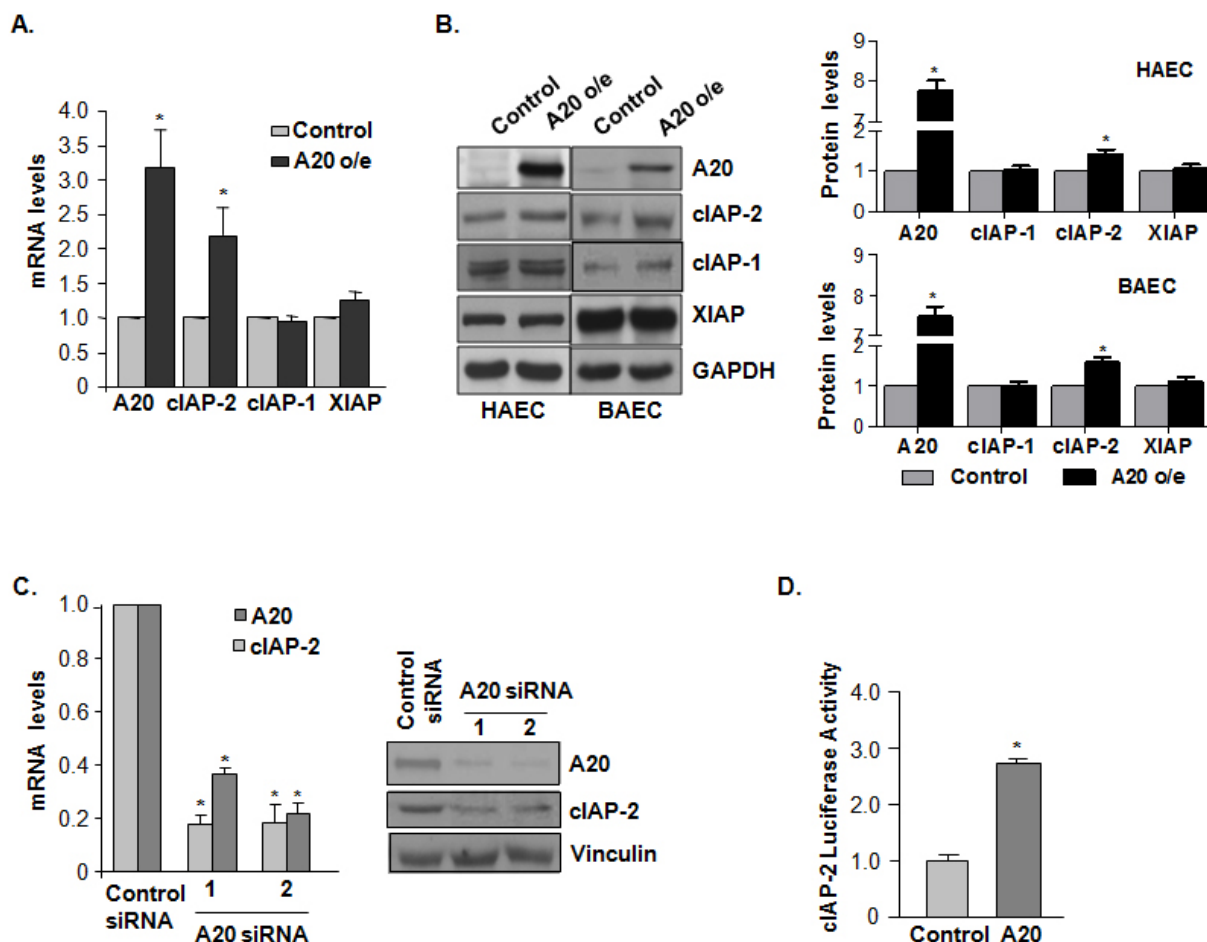 A.
mRNA levels
4.0
3.5
3.0
2.5
2.0
1.5
1.0
0.5
0.0
* *
Control
A20 o/e
A20 cIAP-2 cIAP-1 XIAP
B.
Control A20 o/e Control A20 o/e
A20
cIAP-2
cIAP-1
XIAP
GAPDH
HAEC BAEC
HAEC
Protein levels
9
8
7
2
1
0
* *
A20 cIAP-1 cIAP-2 XIAP
BAEC
Protein levels
9
8
7
2
1
0
* *
A20 cIAP-1 cIAP-2 XIAP
Control A20 o/e
C.
mRNA levels
1.0
0.8
0.6
0.4
0.2
0
A20
cIAP-2
* * * *
Control
siRNA
1 2
A20 siRNA
Control
siRNA
A20 siRNA
1 2
A20
cIAP-2
Vinculin
D.
cIAP-2 Luciferase Activity
4.0
3.0
2.0
1.0
0
*
Control A20